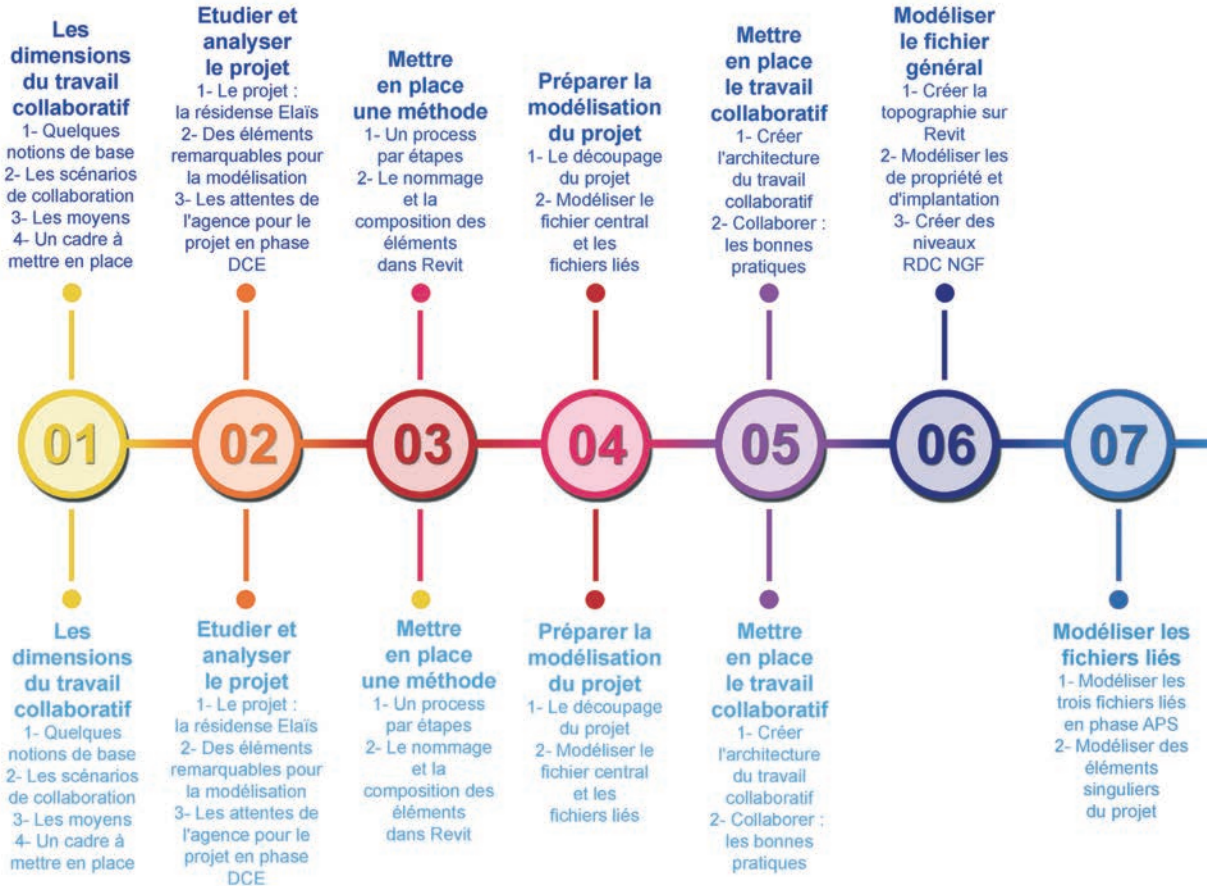 Les
dimensions
du travail
collaboratif
1- Quelques
notions de base
2- Les scénarios
de collaboration
3- Les moyens
4- Un cadre à
mettre en place
Etudier et
analyser
le projet
1- Le projet :
la résidense Elaïs
2- Des éléments
remarquables pour
la modélisation
3- Les attentes de
l'agence pour le
projet en phase
DCE
Mettre
en place
une méthode
1- Un process
par étapes
2- Le nommage
et la
composition des
éléments
dans Revit
Préparer la
modélisation
du projet
1- Le découpage
du projet
2- Modéliser le
fichier central
et les
fichiers liés
Mettre
en place
le travail
collaboratif
1- Créer
l'architecture
du travail
collaboratif
2- Collaborer :
les bonnes
pratiques
Modéliser
le fichier
général
1- Créer la
topographie sur
Revit
2- Modéliser les
de propriété et
d'implantation
3- Créer des
niveaux
RDC NGF
01
02
03
04
05
06
07
Les
dimensions
du travail
collaboratif
1- Quelques
notions de base
2- Les scénarios
de collaboration
3- Les moyens
4- Un cadre à
mettre en place
Etudier et
analyser
le projet
1- Le projet :
la résidense Elaïs
2- Des éléments
remarquables pour
la modélisation
3- Les attentes de
l'agence pour le
projet en phase
DCE
Mettre
en place
une méthode
1- Un process
par étapes
2- Le nommage
et la
composition des
éléments
dans Revit
Préparer la
modélisation
du projet
1- Le découpage
du projet
2- Modéliser le
fichier central
et les
fichiers liés
Mettre
en place
le travail
collaboratif
1- Créer
l'architecture
du travail
collaboratif
2- Collaborer :
les bonnes
pratiques
Modéliser les
fichiers liés
1- Modéliser les
trois fichiers liés
en phase APS
2- Modéliser des
éléments
singuliers
du projet